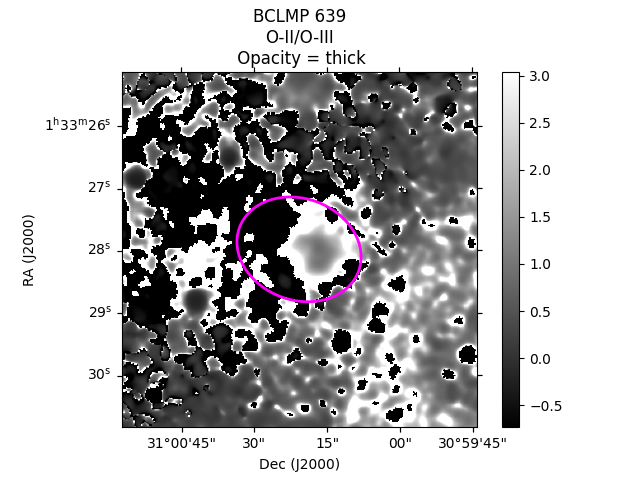 BCLMP 639
O-II/O-III
Opacity = thick
1ʰ33ᵐ26ˢ
27ˢ
28ˢ
29ˢ
30ˢ
RA (J2000)
31°00'45" 30" 15" 00" 30°59'45"
Dec (J2000)
3.0
2.5
2.0
1.5
1.0
0.5
0.0
−0.5